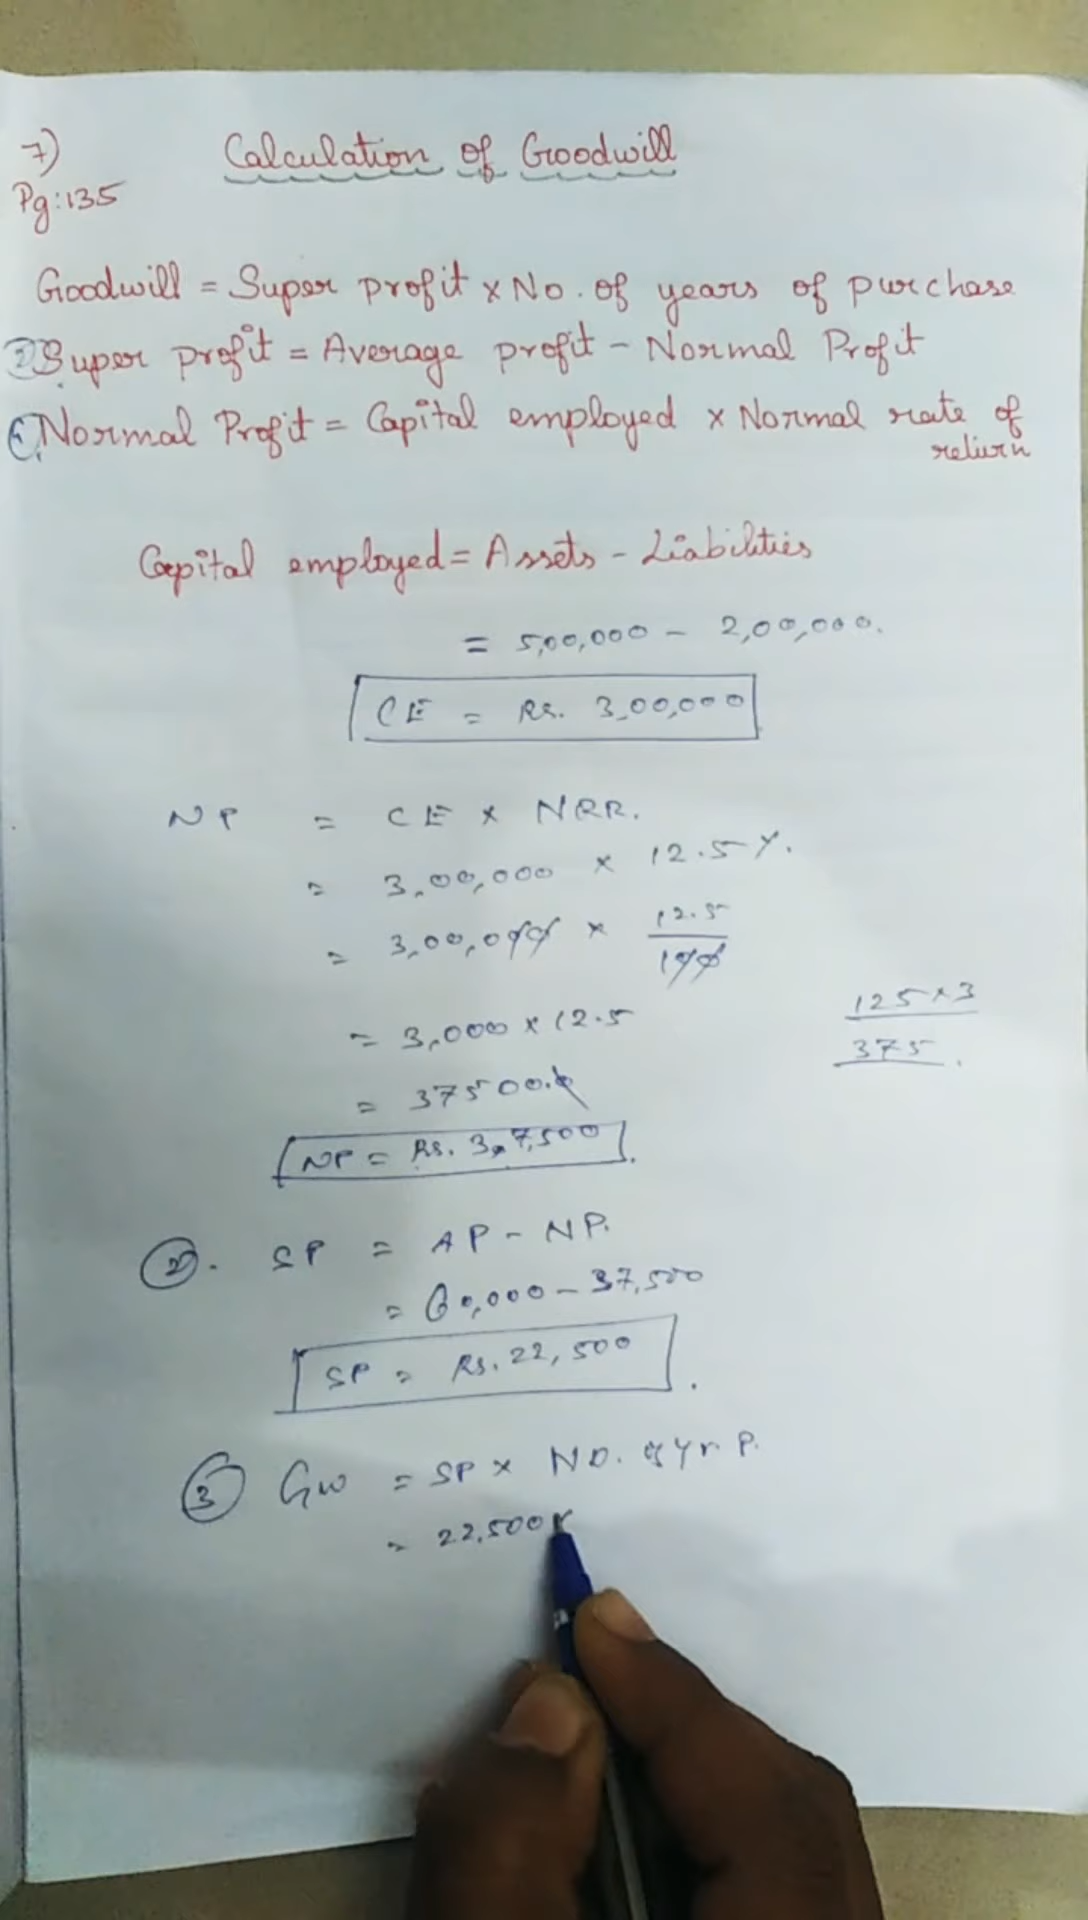 7)
Pg:135
Calculation of Goodwill
Goodwill = Super profit x No. of years of purchase
② Super profit = Average profit - Normal Profit
Normal Profit = Capital employed x Normal rate of
return
Capital employed = Assets - Liabilities
= 5,00,000 - 2,00,000.
CE = Rs. 3,00,000
NP = CE x NRR.
= 3,00,000 x 12.5%.
= 3,00,000 x 12.5/100
= 3,000 x 12.5
125x3
375.
= 37500.0
NP = Rs. 37,500.
②. SP = AP - NP.
= 60,000 - 37,500
SP = Rs. 22,500.
③ GW = SP x NO. of Yr. P.
= 22,500x